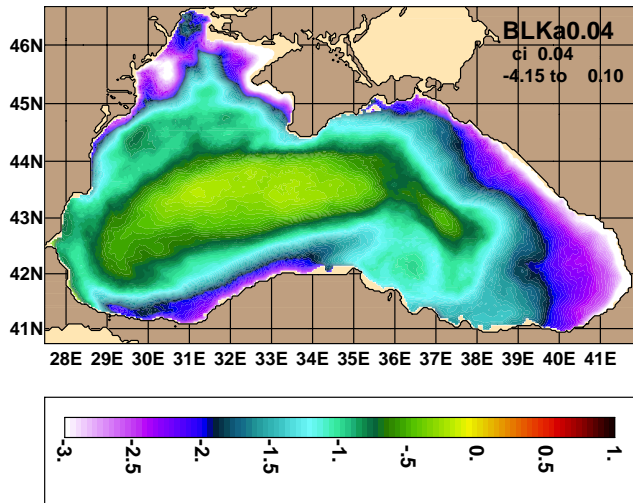 BLKa0.04
ci 0.04
-4.15 to 0.10
46N
45N
44N
43N
42N
41N
28E 29E 30E 31E 32E 33E 34E 35E 36E 37E 38E 39E 40E 41E
-3. -2.5 -2. -1.5 -1. -.5 0. 0.5 1.